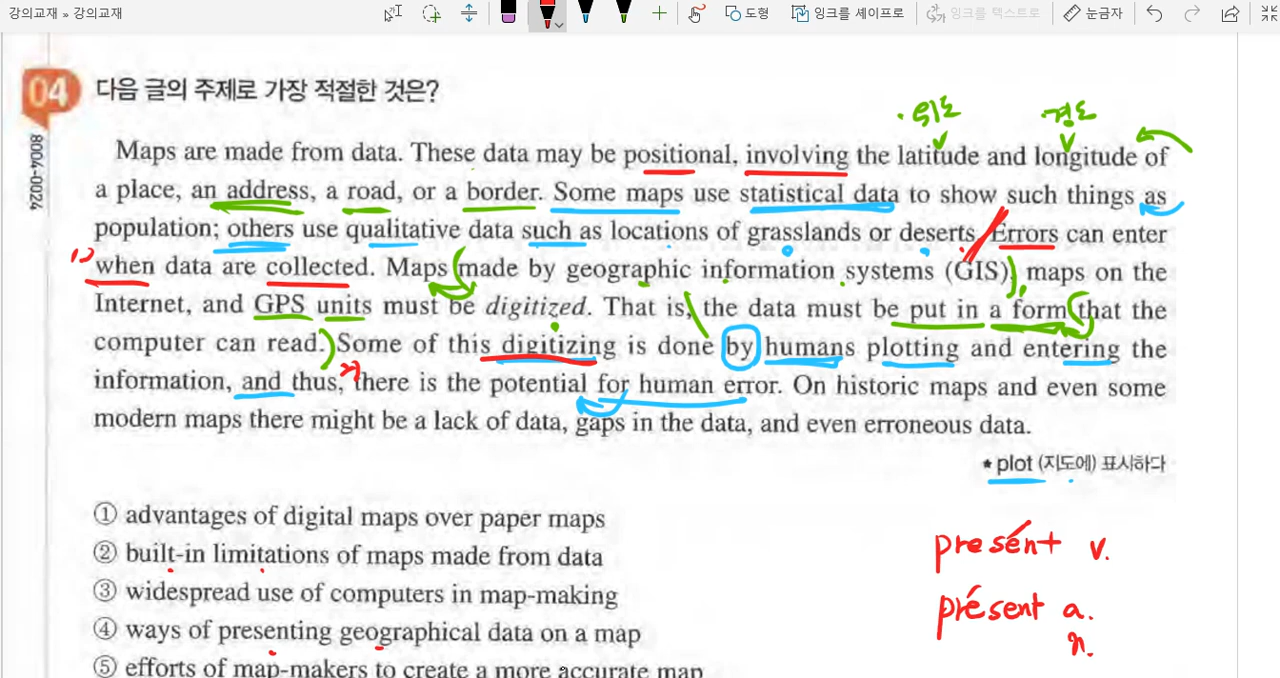 강의교재 » 강의교재
도형
잉크를 셰이프로
잉크를 텍스트로
눈금자
04 다음 글의 주제로 가장 적절한 것은?
8004-0024
위도 경도
Maps are made from data. These data may be positional, involving the latitude and longitude of
a place, an address, a road, or a border. Some maps use statistical data to show such things as
population; others use qualitative data such as locations of grasslands or deserts. Errors can enter
1)
when data are collected. Maps made by geographic information systems (GIS), maps on the
Internet, and GPS units must be digitized. That is, the data must be put in a form that the
computer can read. Some of this digitizing is done by humans plotting and entering the
2)
information, and thus, there is the potential for human error. On historic maps and even some
modern maps there might be a lack of data, gaps in the data, and even erroneous data.
* plot (지도에) 표시하다
① advantages of digital maps over paper maps
② built-in limitations of maps made from data
③ widespread use of computers in map-making
④ ways of presenting geographical data on a map
⑤ efforts of map-makers to create a more accurate map
presént v.
présent a.
n.